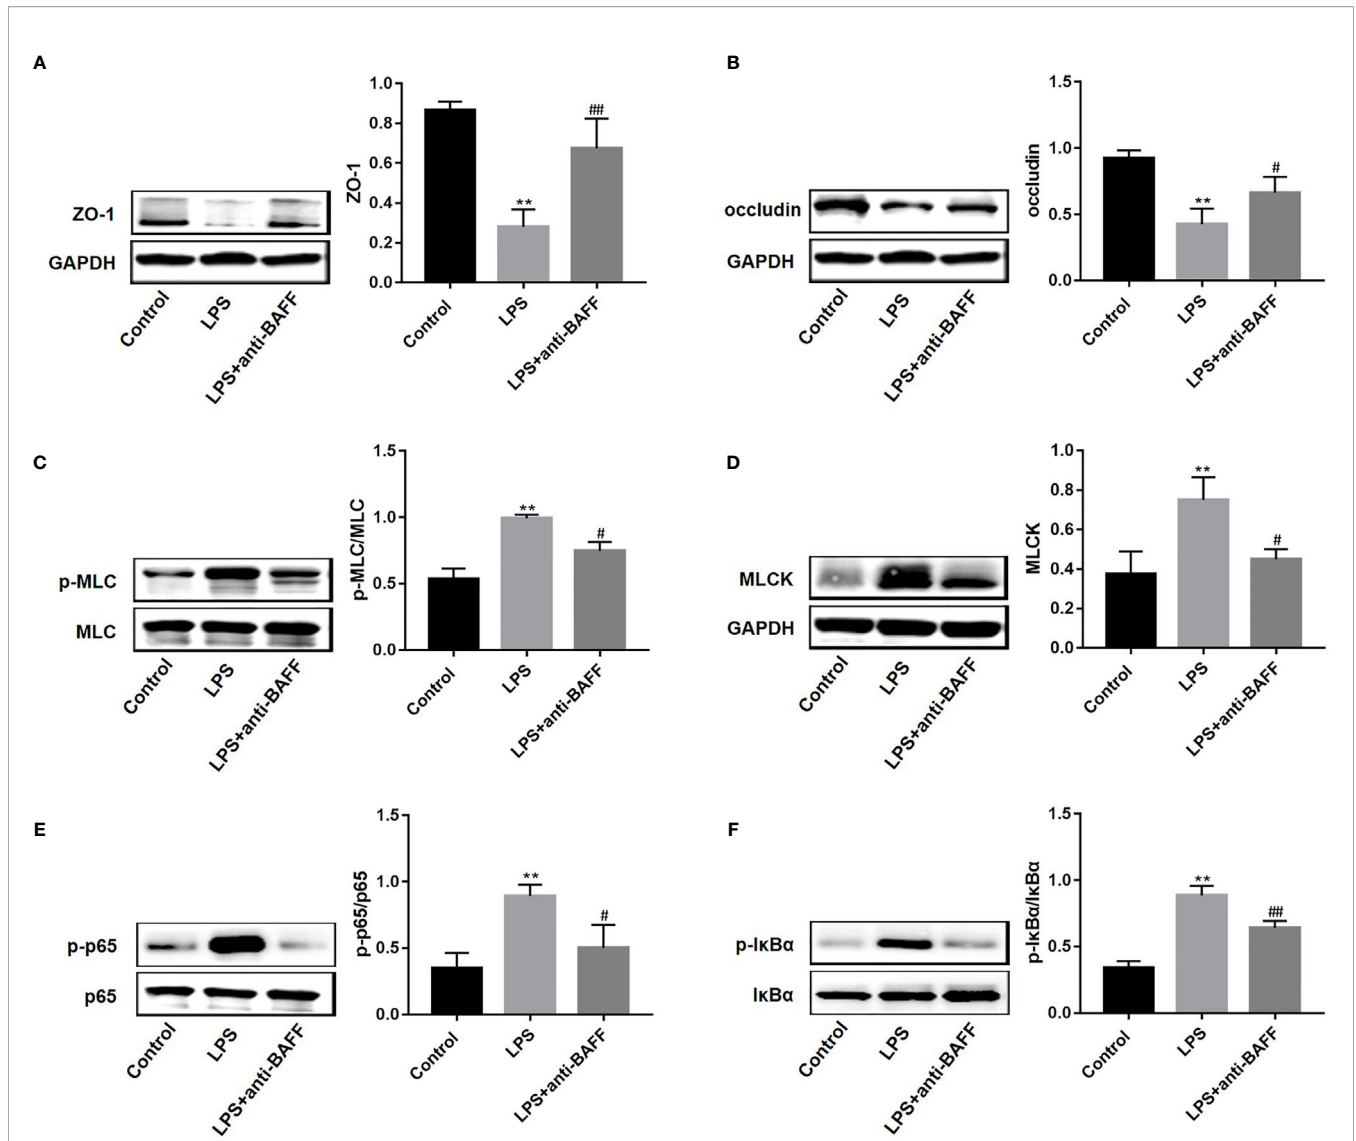 A
ZO-1
GAPDH
Control
LPS
LPS+anti-BAFF
ZO-1
1.0
0.8
0.6
0.4
0.2
0.0
**
##
Control
LPS
LPS+anti-BAFF
B
occludin
GAPDH
Control
LPS
LPS+anti-BAFF
occludin
1.5
1.0
0.5
0.0
**
#
Control
LPS
LPS+anti-BAFF
C
p-MLC
MLC
Control
LPS
LPS+anti-BAFF
p-MLC/MLC
1.5
1.0
0.5
0.0
**
#
Control
LPS
LPS+anti-BAFF
D
MLCK
GAPDH
Control
LPS
LPS+anti-BAFF
MLCK
1.0
0.8
0.6
0.4
0.2
0.0
**
#
Control
LPS
LPS+anti-BAFF
E
p-p65
p65
Control
LPS
LPS+anti-BAFF
p-p65/p65
1.5
1.0
0.5
0.0
**
#
Control
LPS
LPS+anti-BAFF
F
p-IκBα
IκBα
Control
LPS
LPS+anti-BAFF
p-IκBα/IκBα
1.5
1.0
0.5
0.0
**
##
Control
LPS
LPS+anti-BAFF